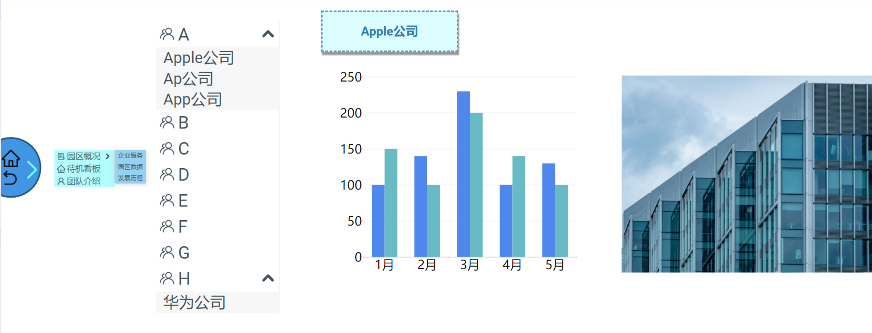 园区概况
待机看板
团队介绍
企业服务
园区数据
发展历程
A
Apple公司
Ap公司
App公司
B
C
D
E
F
G
H
华为公司
Apple公司
250
200
150
100
50
0
1月 2月 3月 4月 5月